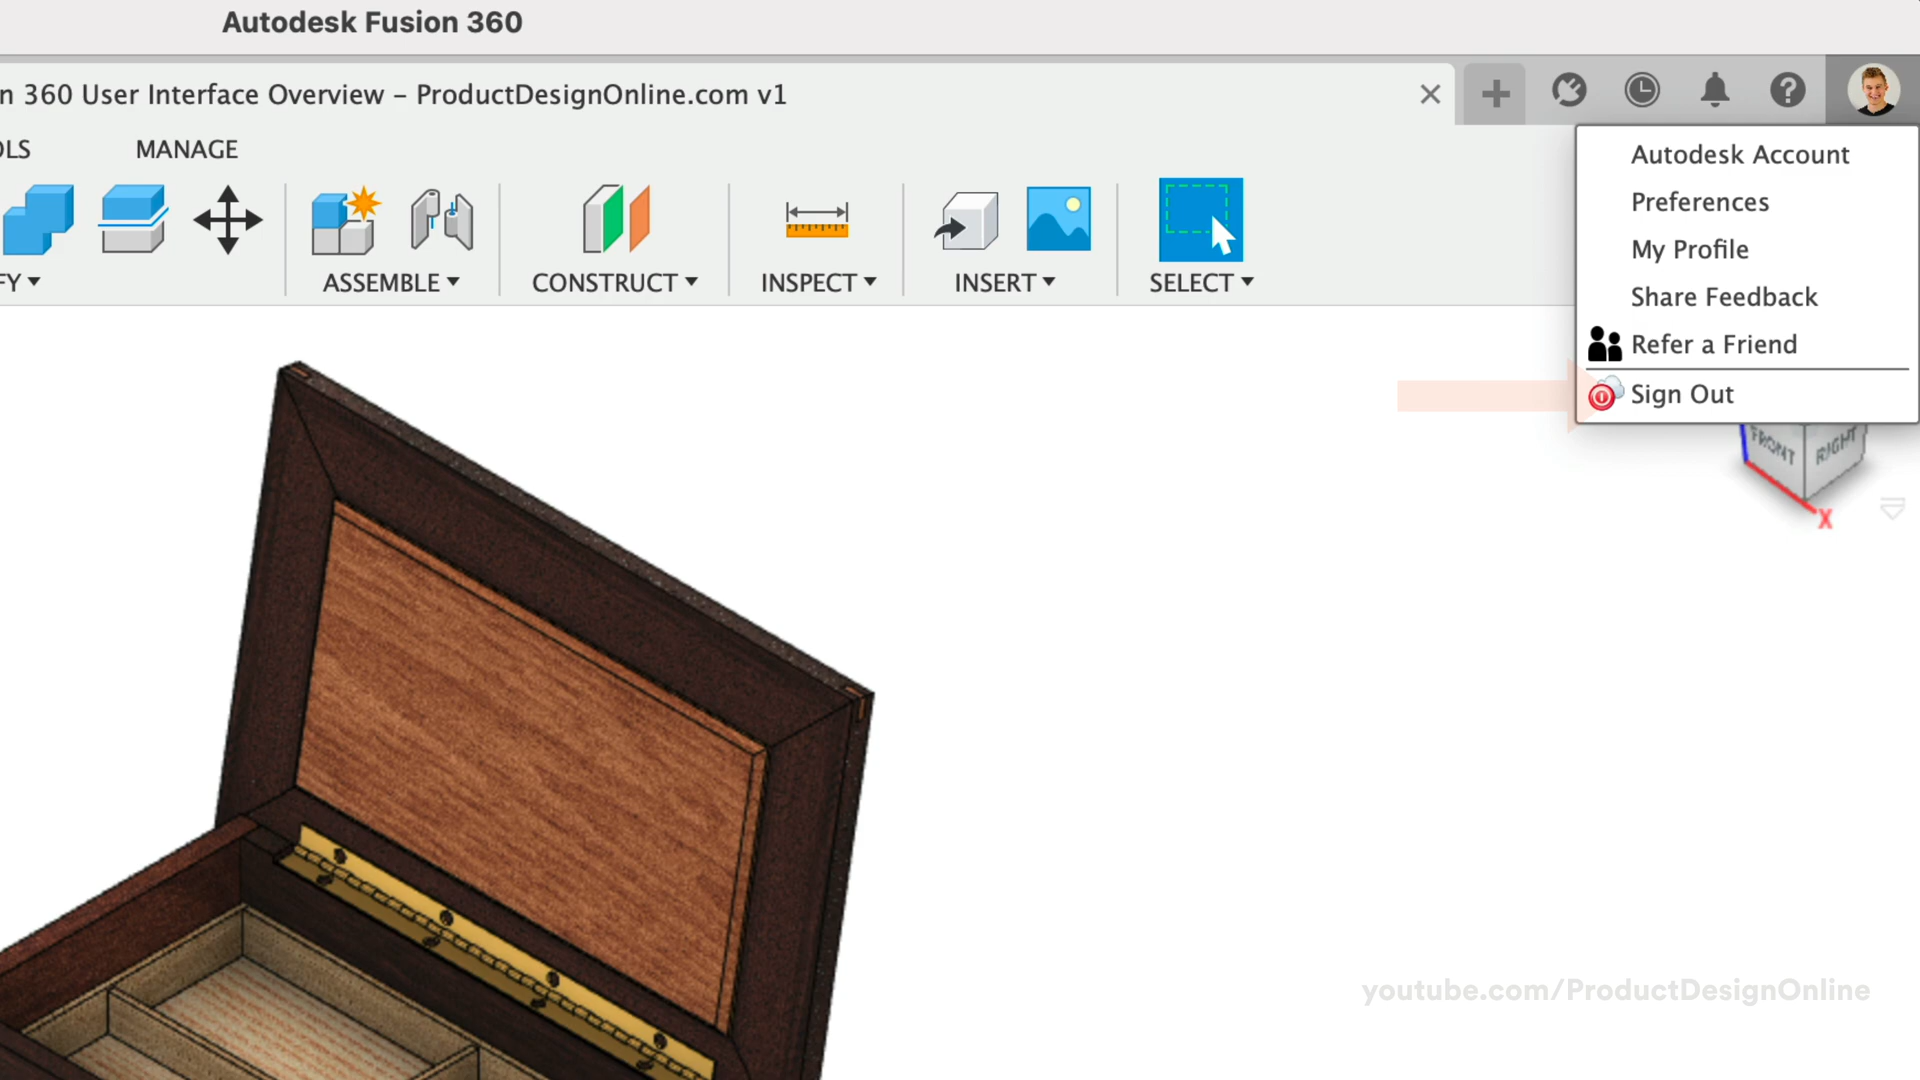 Autodesk Fusion 360
n 360 User Interface Overview – ProductDesignOnline.com v1
OLS
MANAGE
FY
ASSEMBLE
CONSTRUCT
INSPECT
INSERT
SELECT
Autodesk Account
Preferences
My Profile
Share Feedback
Refer a Friend
Sign Out
FRONT
RIGHT
X
youtube.com/ProductDesignOnline